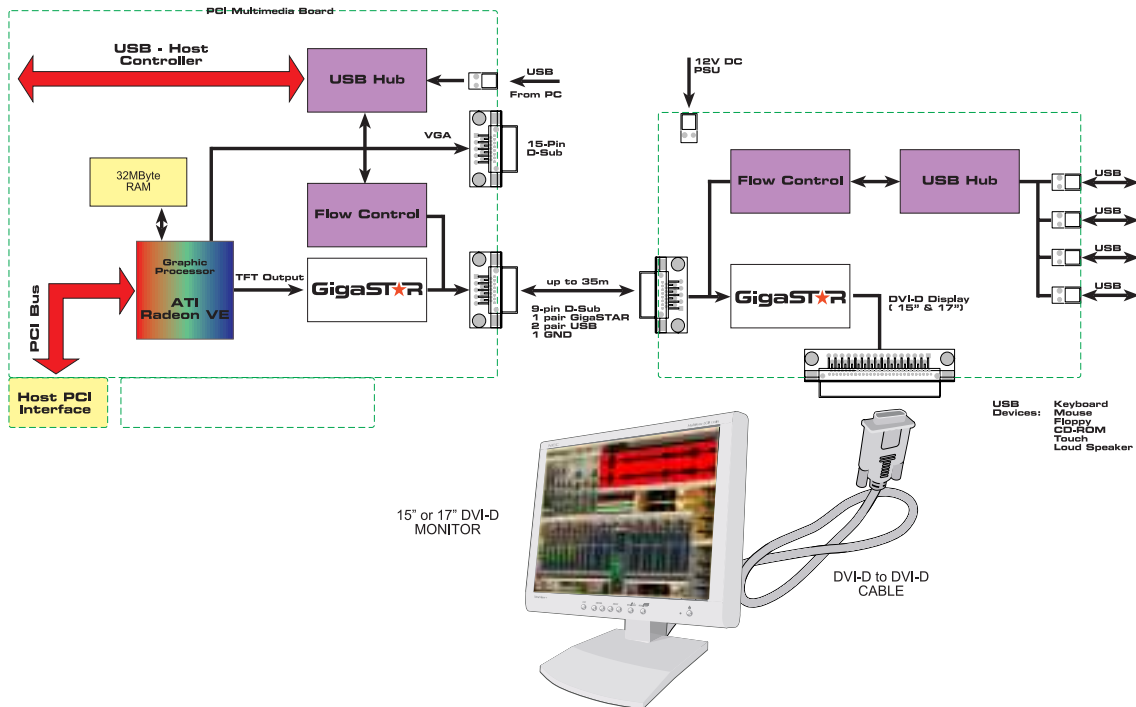 PCI Multimedia Board
USB - Host
Controller
USB Hub
USB
From PC
VGA
15-Pin
D-Sub
32MByte
RAM
Flow Control
Graphic
Processor
ATI
Radeon VE
TFT Output
GigaSTAR
PCI Bus
Host PCI
Interface
up to 35m
9-pin D-Sub
1 pair GigaSTAR
2 pair USB
1 GND
12V DC
PSU
Flow Control
USB Hub
USB
USB
USB
USB
GigaSTAR
DVI-D Display
( 15" & 17")
USB
Devices:
Keyboard
Mouse
Floppy
CD-ROM
Touch
Loud Speaker
15" or 17" DVI-D
MONITOR
DVI-D to DVI-D
CABLE